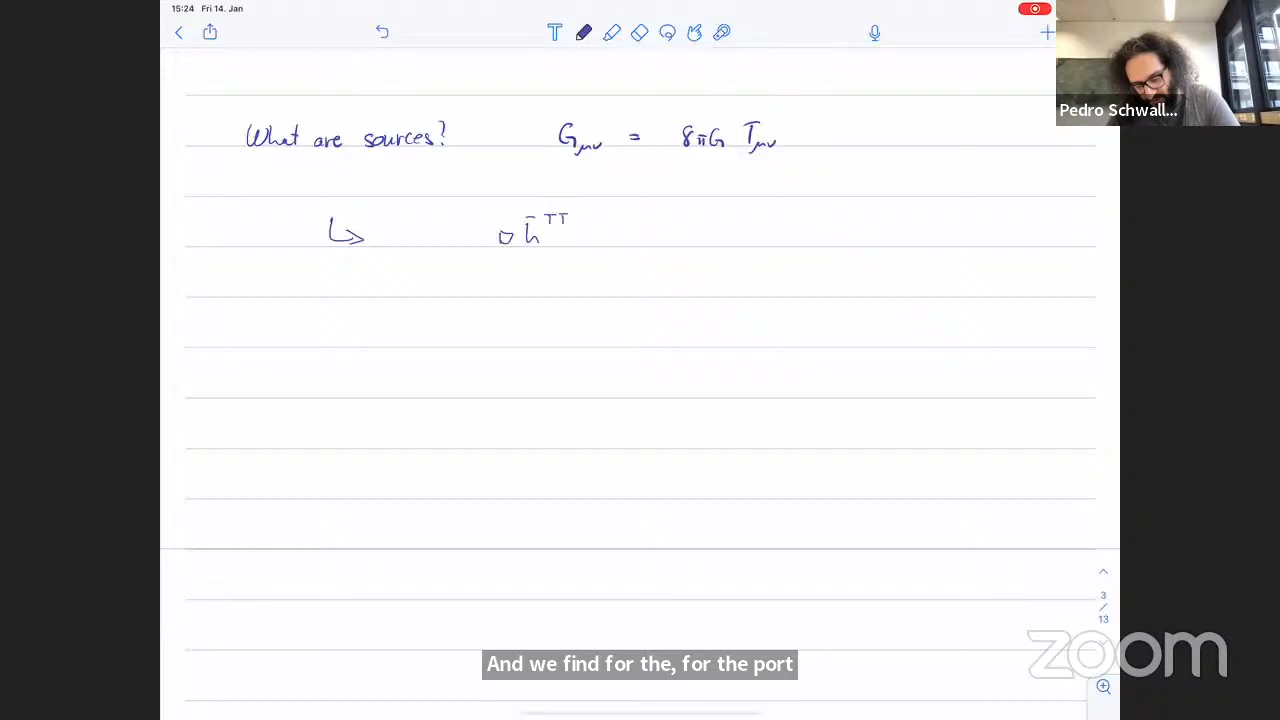 15:24 Fri 14. Jan
Pedro Schwall...
What are sources? G_μν = 8πG T_μν
↳ □ h̄^TT
3
/
13
And we find for the, for the port
zoom